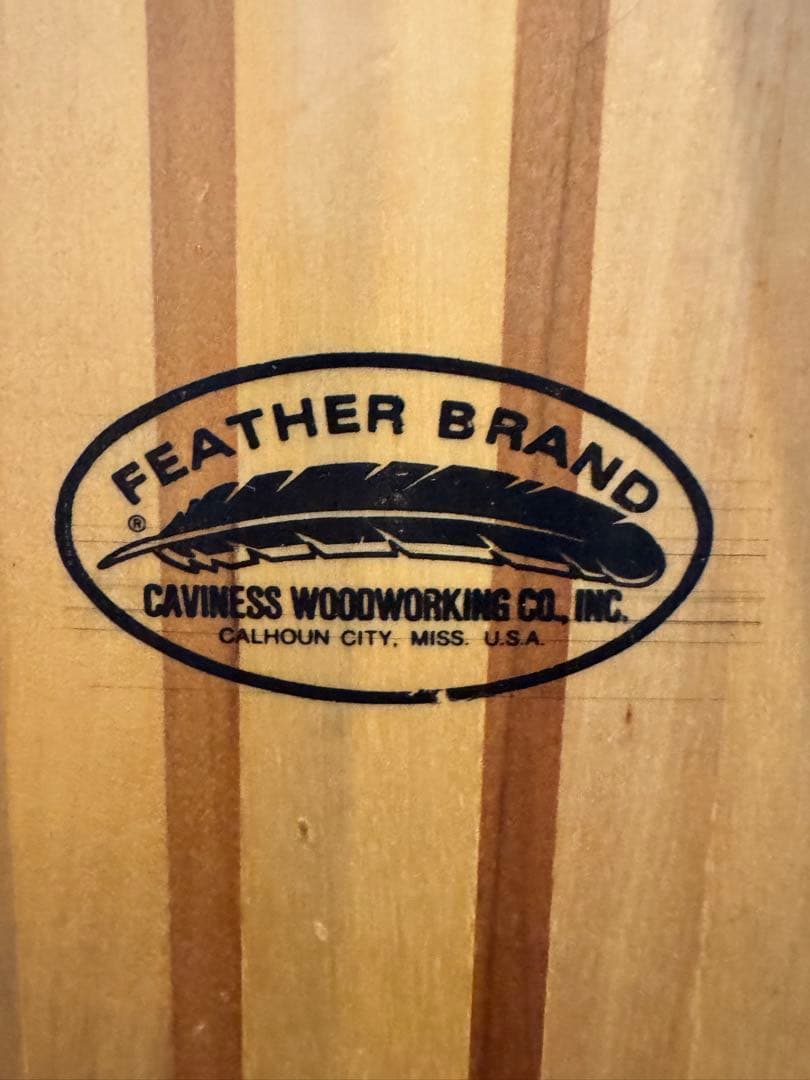 FEATHER BRAND
®
CAVINESS WOODWORKING CO., INC.
CALHOUN CITY, MISS. U.S.A.